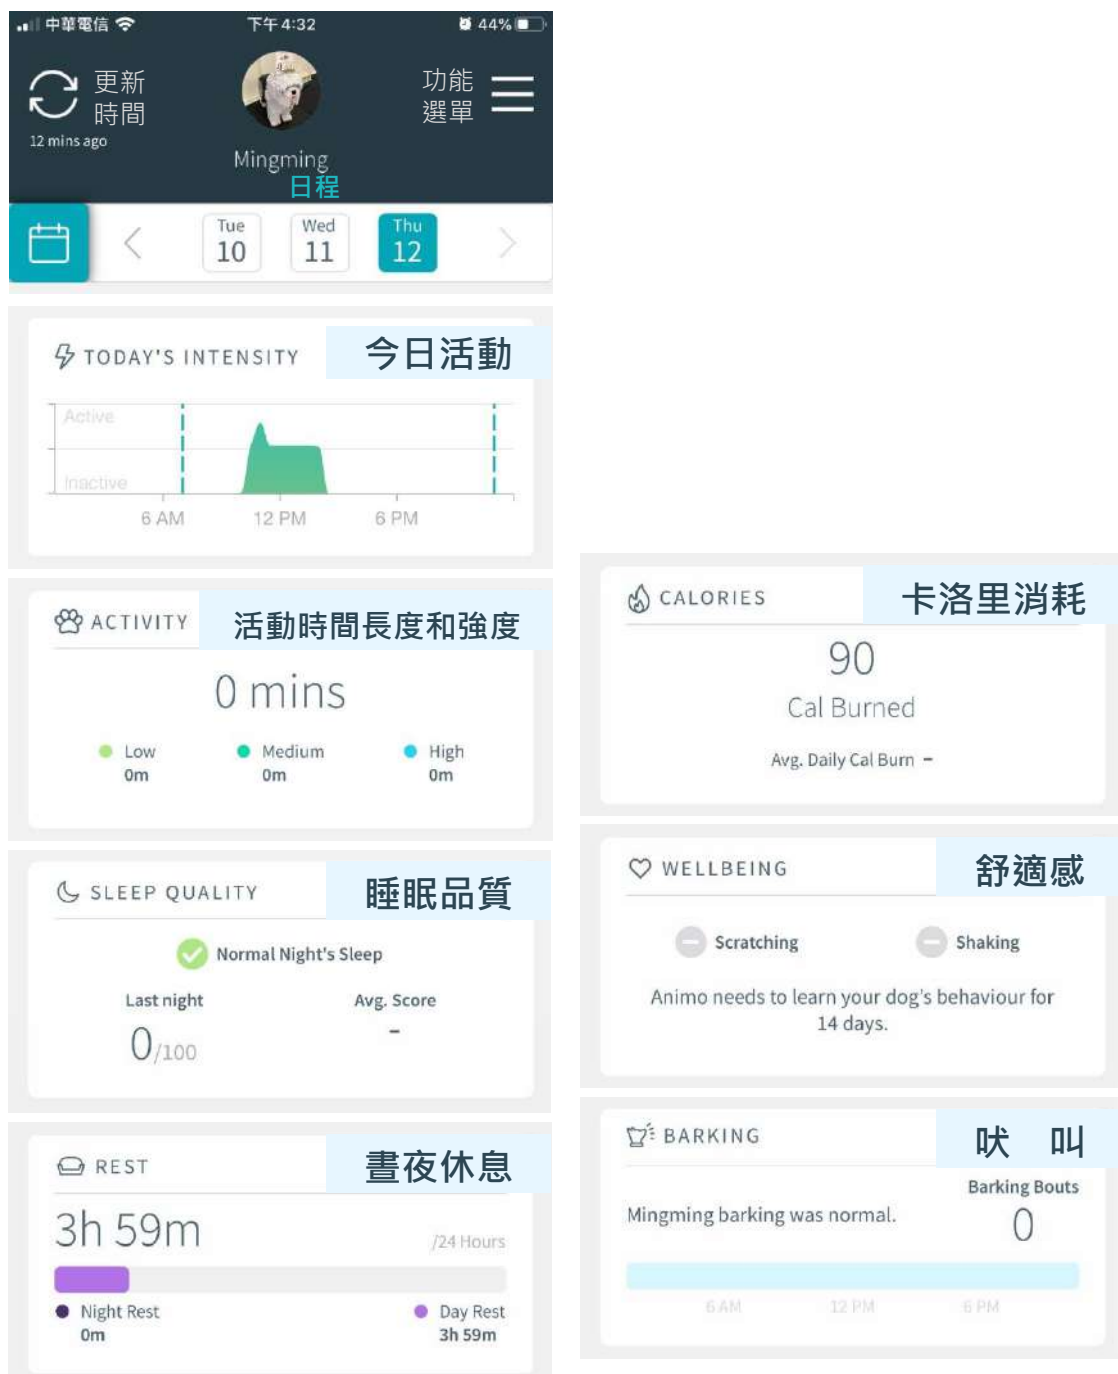 中華電信 下午4:32 44%
更新
時間
功能
選單
12 mins ago
Mingming
日程
Tue
10
Wed
11
Thu
12
TODAY'S INTENSITY
今日活動
Active
Inactive
6 AM 12 PM 6 PM
ACTIVITY
活動時間長度和強度
0 mins
Low
0m
Medium
0m
High
0m
SLEEP QUALITY
睡眠品質
Normal Night's Sleep
Last night
0/100
Avg. Score
-
REST
晝夜休息
3h 59m
/24 Hours
Night Rest
0m
Day Rest
3h 59m
CALORIES
卡洛里消耗
90
Cal Burned
Avg. Daily Cal Burn -
WELLBEING
舒適感
Scratching
Shaking
Animo needs to learn your dog's behaviour for
14 days.
BARKING
吠 叫
Barking Bouts
0
Mingming barking was normal.
6 AM 12 PM 6 PM